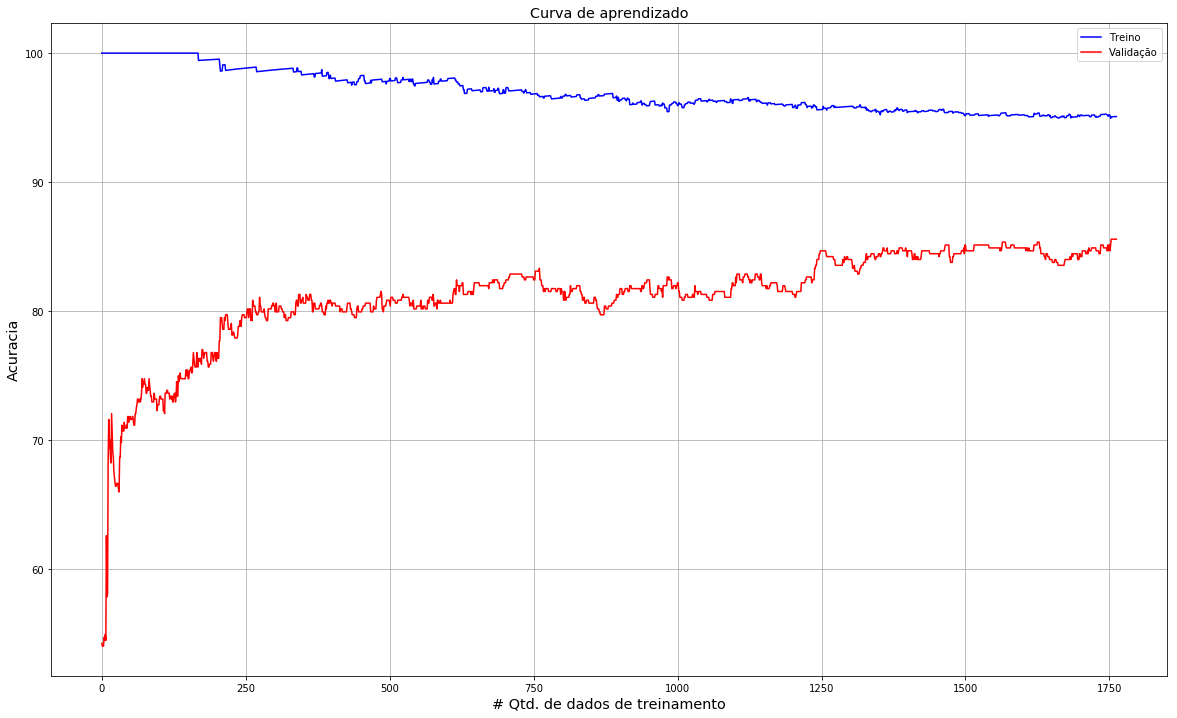 Curva de aprendizado
Treino
Validação
100
90
80
70
60
Acuracia
0 250 500 750 1000 1250 1500 1750
# Qtd. de dados de treinamento